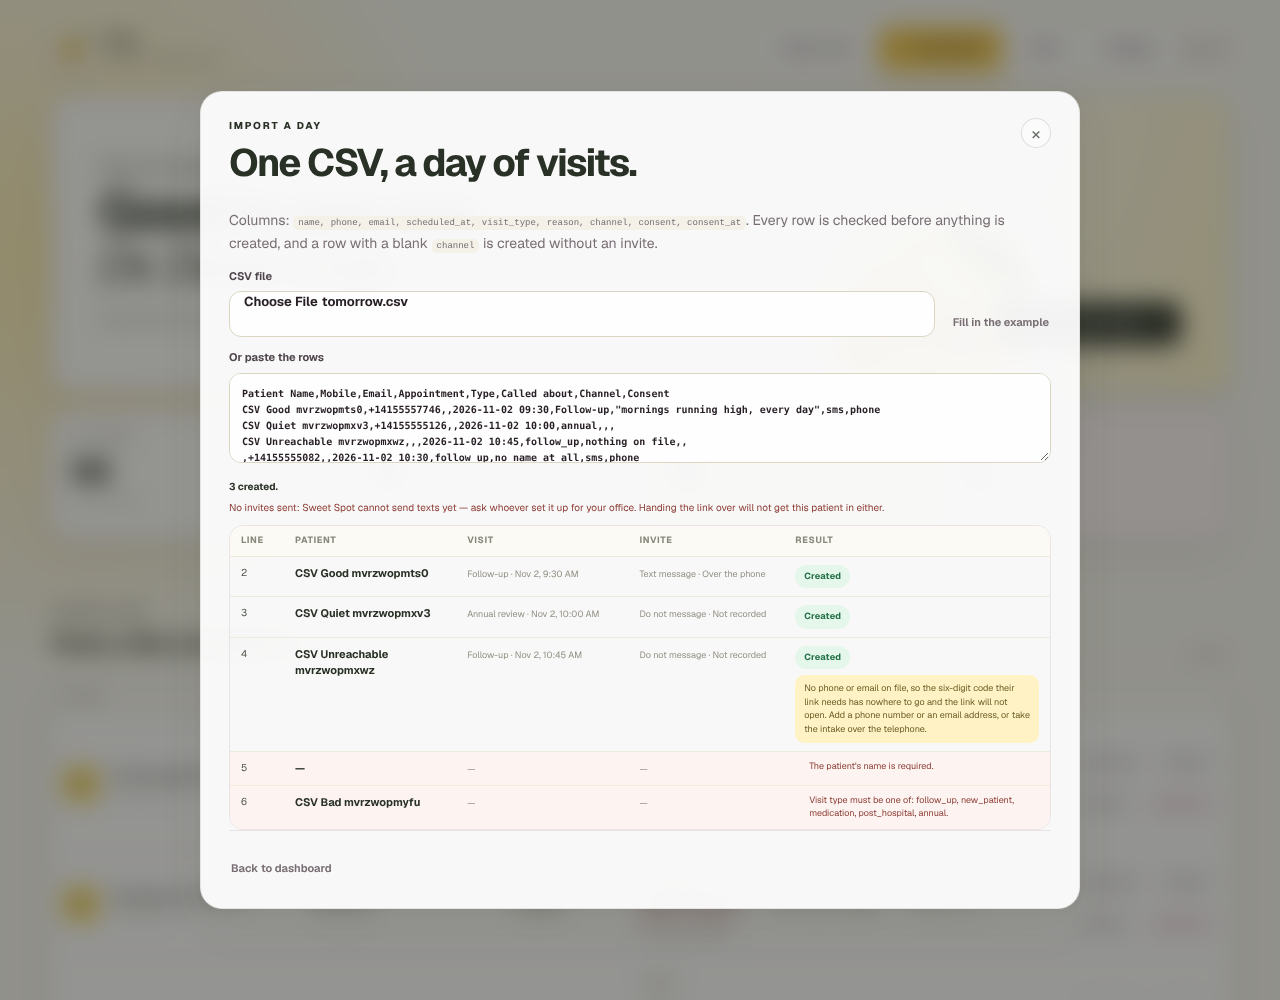 IMPORT A DAY
×
One CSV, a day of visits.
Columns: name, phone, email, scheduled_at, visit_type, reason, channel, consent, consent_at. Every row is checked before anything is
created, and a row with a blank channel is created without an invite.
CSV file
Choose File tomorrow.csv
Fill in the example
Or paste the rows
Patient Name,Mobile,Email,Appointment,Type,Called about,Channel,Consent
CSV Good mvrzwopmts0,+14155557746,,2026-11-02 09:30,Follow-up,"mornings running high, every day",sms,phone
CSV Quiet mvrzwopmxv3,+14155555126,,2026-11-02 10:00,annual,,,
CSV Unreachable mvrzwopmxwz,,,2026-11-02 10:45,follow_up,nothing on file,,
,+14155555082,,2026-11-02 10:30,follow_up,no name at all,sms,phone
3 created.
No invites sent: Sweet Spot cannot send texts yet — ask whoever set it up for your office. Handing the link over will not get this patient in either.
LINE PATIENT VISIT INVITE RESULT
2 CSV Good mvrzwopmts0 Follow-up · Nov 2, 9:30 AM Text message · Over the phone Created
3 CSV Quiet mvrzwopmxv3 Annual review · Nov 2, 10:00 AM Do not message · Not recorded Created
4 CSV Unreachable mvrzwopmxwz Follow-up · Nov 2, 10:45 AM Do not message · Not recorded Created
No phone or email on file, so the six-digit code their
link needs has nowhere to go and the link will not
open. Add a phone number or an email address, or take
the intake over the telephone.
5 — — — The patient's name is required.
6 CSV Bad mvrzwopmyfu — — Visit type must be one of: follow_up, new_patient,
medication, post_hospital, annual.
Back to dashboard